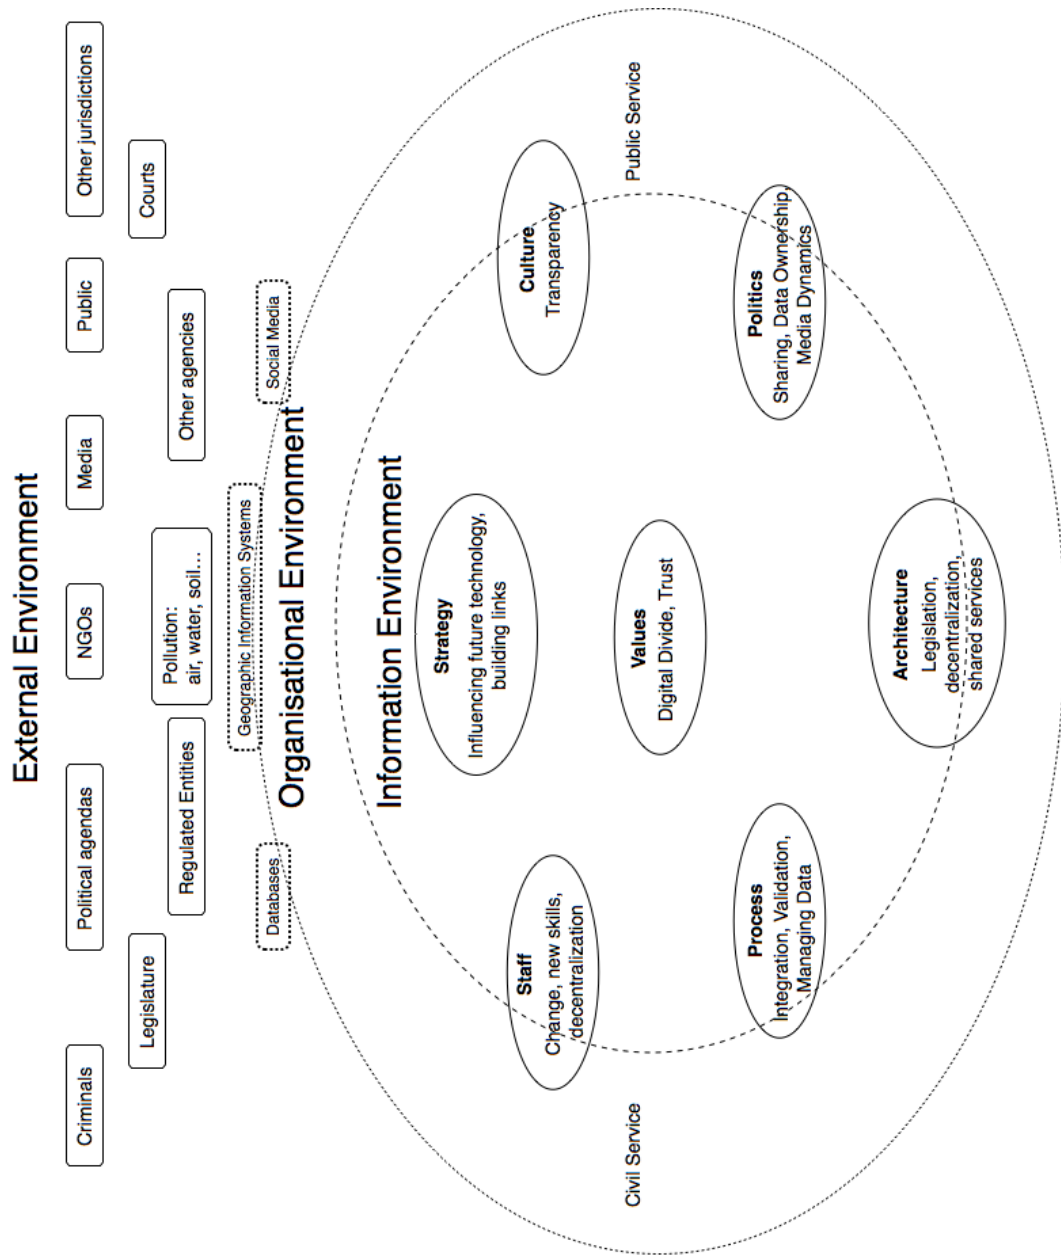 External Environment
Criminals
Political agendas
NGOs
Media
Public
Other jurisdictions
Legislature
Courts
Regulated Entities
Pollution:
air, water, soil...
Other agencies
Databases
Geographic Information Systems
Social Media
Organisational Environment
Information Environment
Strategy
Influencing future technology,
building links
Staff
Change, new skills,
decentralization
Culture
Transparency
Civil Service
Values
Digital Divide, Trust
Public Service
Process
Integration, Validation,
Managing Data
Politics
Sharing, Data Ownership,
Media Dynamics
Architecture
Legislation,
decentralization,
shared services